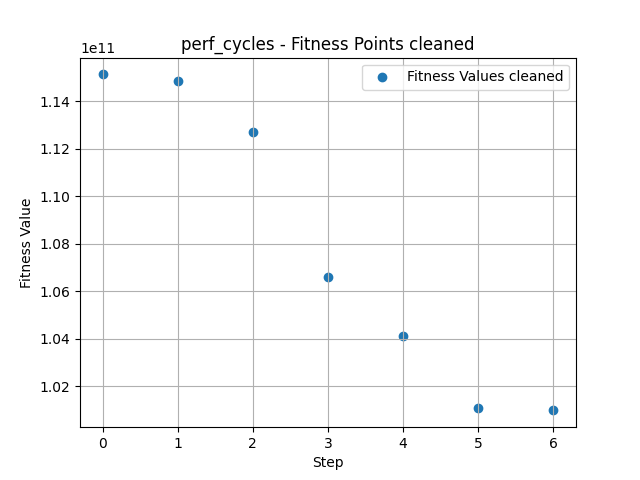 perf_cycles - Fitness Points cleaned
1e11
Fitness Values cleaned
1.14
1.12
1.10
1.08
1.06
1.04
1.02
Fitness Value
0 1 2 3 4 5 6
Step